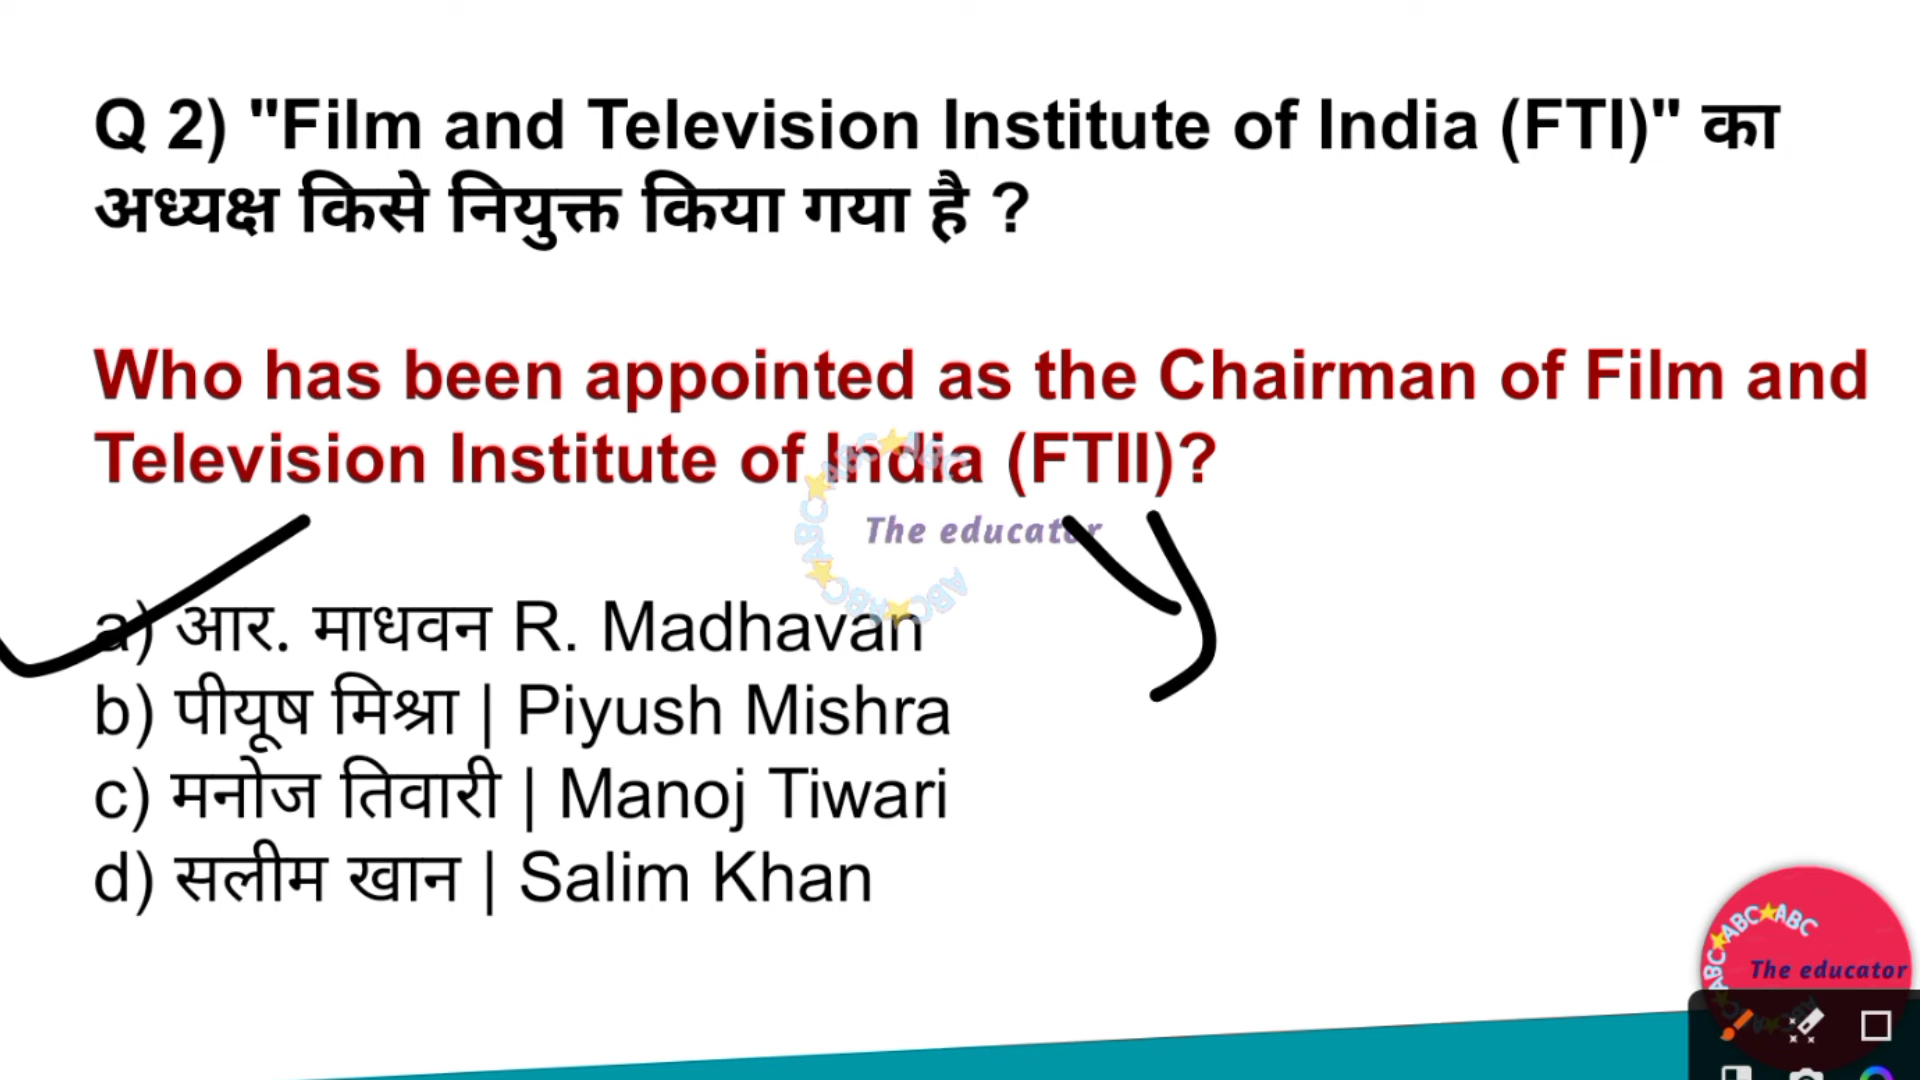 Q 2) "Film and Television Institute of India (FTI)" का
अध्यक्ष किसे नियुक्त किया गया है ?
Who has been appointed as the Chairman of Film and
Television Institute of India (FTII)?
The educator
a) आर. माधवन R. Madhavan
b) पीयूष मिश्रा | Piyush Mishra
c) मनोज तिवारी | Manoj Tiwari
d) सलीम खान | Salim Khan
ABC★ABC★ABC
The educator